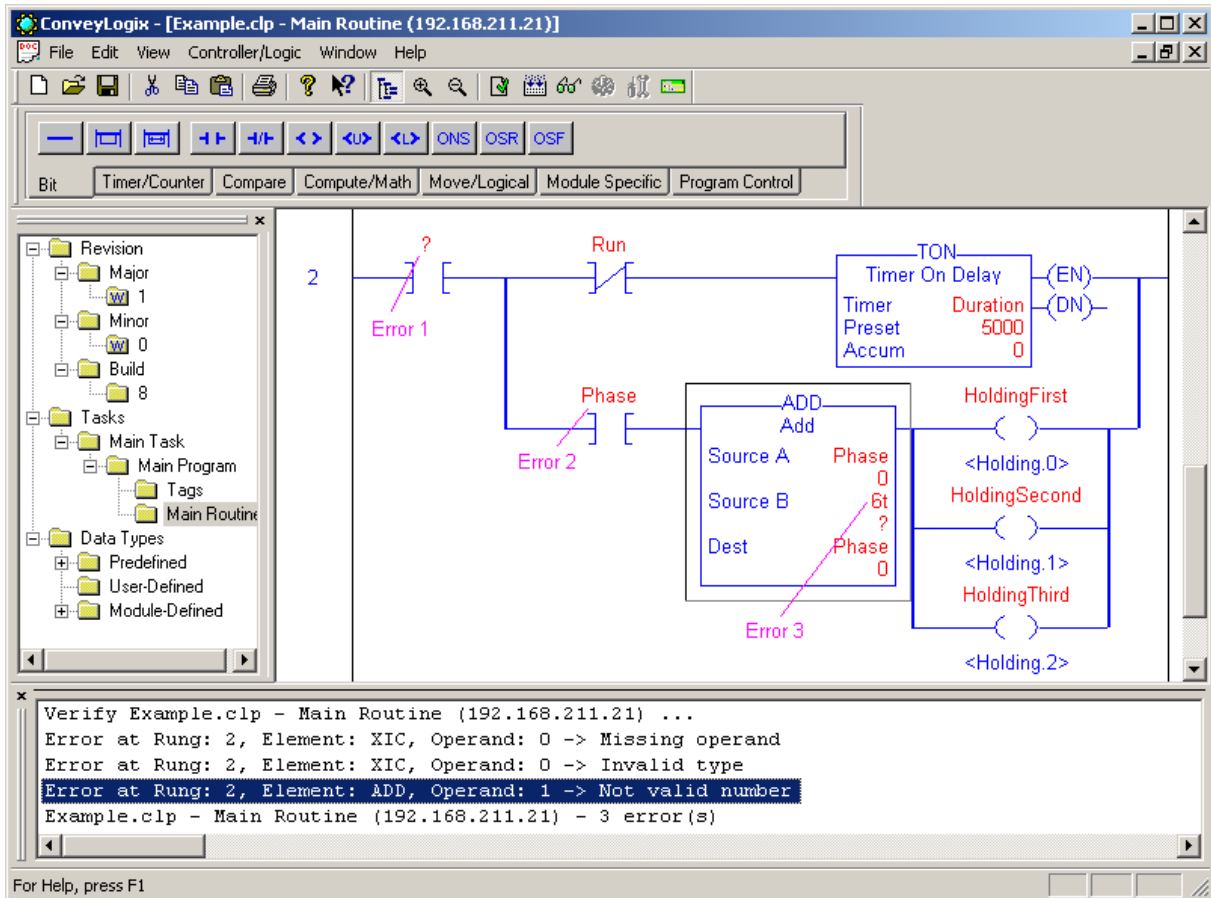 ConveyLogix - [Example.clp - Main Routine (192.168.211.21)]
DOC File Edit View Controller/Logic Window Help
<U> <L> ONS OSR OSF
Bit Timer/Counter Compare Compute/Math Move/Logical Module Specific Program Control
Revision
Major
W 1
Minor
W 0
Build
8
Tasks
Main Task
Main Program
Tags
Main Routine
Data Types
Predefined
User-Defined
Module-Defined
2
?
Error 1
Run
TON
Timer On Delay
(EN)
Timer Duration
(DN)
Preset 5000
Accum 0
Phase
Error 2
ADD
Add
Source A Phase
0
Source B 6t
?
Dest Phase
0
Error 3
HoldingFirst
<Holding.0>
HoldingSecond
<Holding.1>
HoldingThird
<Holding.2>
Verify Example.clp - Main Routine (192.168.211.21) ...
Error at Rung: 2, Element: XIC, Operand: 0 -> Missing operand
Error at Rung: 2, Element: XIC, Operand: 0 -> Invalid type
Error at Rung: 2, Element: ADD, Operand: 1 -> Not valid number
Example.clp - Main Routine (192.168.211.21) - 3 error(s)
For Help, press F1